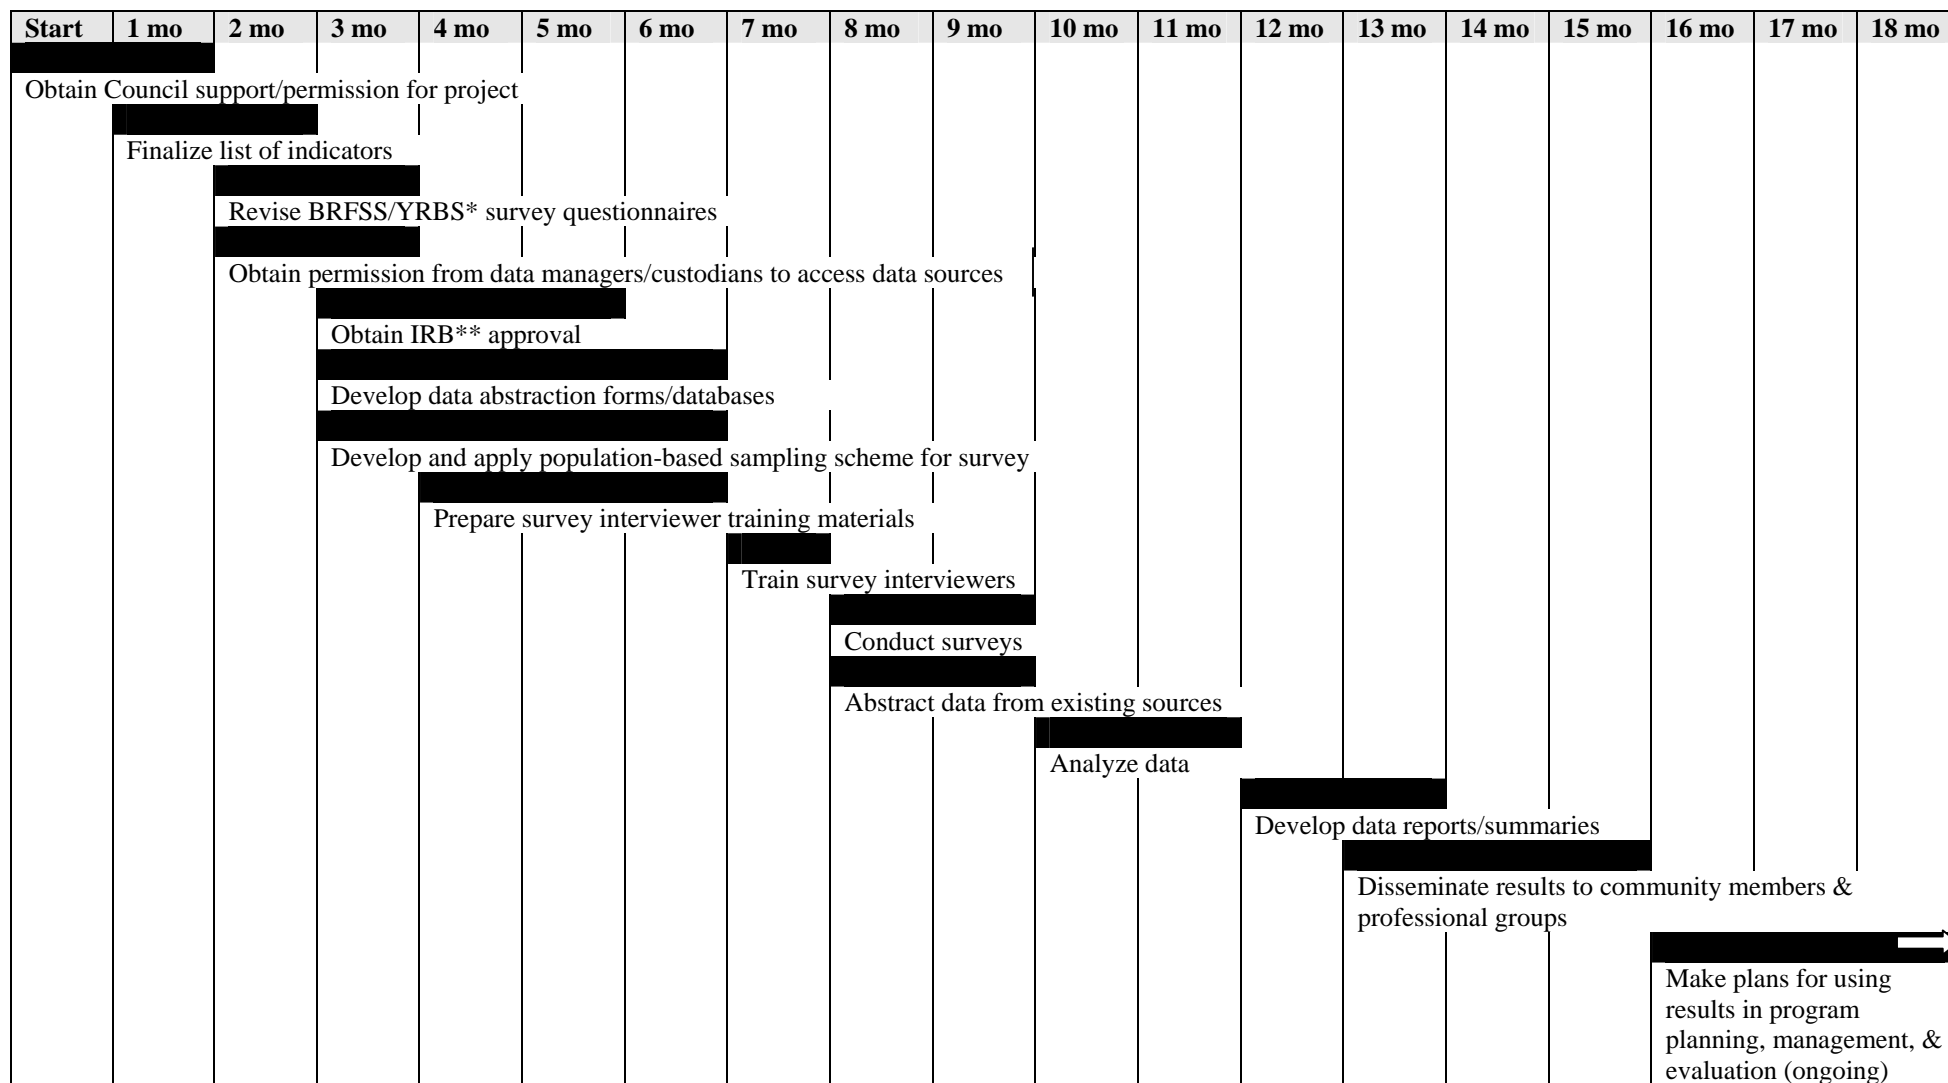 Start 1 mo 2 mo 3 mo 4 mo 5 mo 6 mo 7 mo 8 mo 9 mo 10 mo 11 mo 12 mo 13 mo 14 mo 15 mo 16 mo 17 mo 18 mo
Obtain Council support/permission for project
Finalize list of indicators
Revise BRFSS/YRBS* survey questionnaires
Obtain permission from data managers/custodians to access data sources
Obtain IRB** approval
Develop data abstraction forms/databases
Develop and apply population-based sampling scheme for survey
Prepare survey interviewer training materials
Train survey interviewers
Conduct surveys
Abstract data from existing sources
Analyze data
Develop data reports/summaries
Disseminate results to community members &
professional groups
Make plans for using
results in program
planning, management, &
evaluation (ongoing)